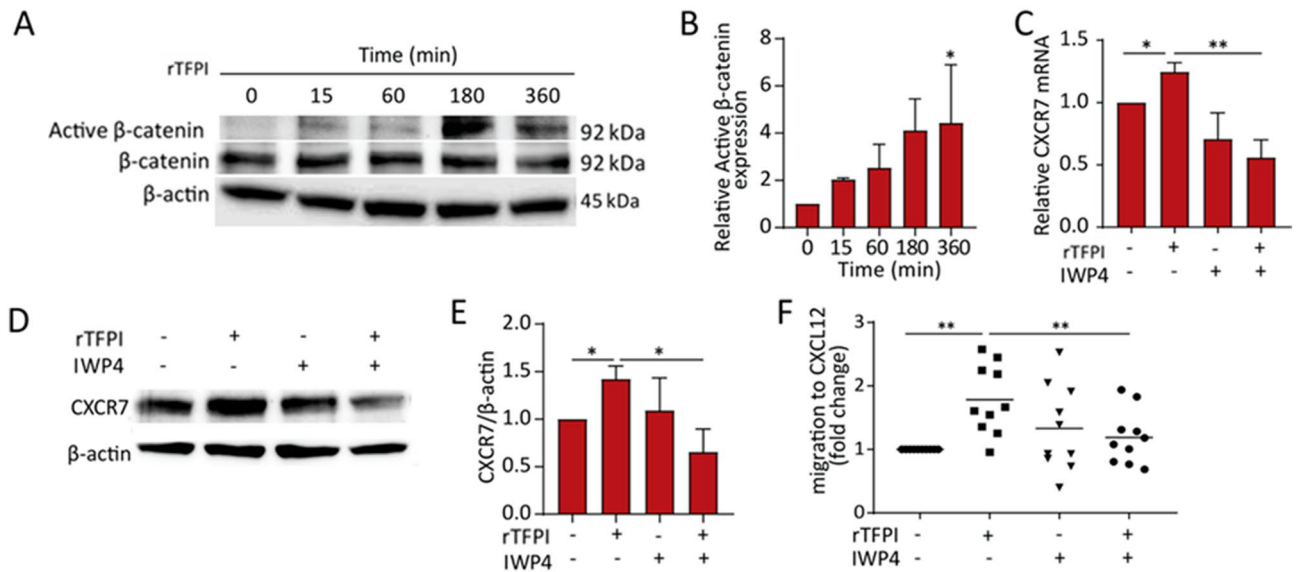 A
Time (min)
rTFPI
0 15 60 180 360
Active β-catenin 92 kDa
β-catenin 92 kDa
β-actin 45 kDa
B
Relative Active β-catenin
expression
8
6
4
2
0
*
0 15 60 180 360
Time (min)
C
Relative CXCR7 mRNA
1.5
1.0
0.5
0.0
* **
- + - + rTFPI
- - + + IWP4
D
- + - + rTFPI
- - + + IWP4
CXCR7
β-actin
E
CXCR7/β-actin
2.0
1.5
1.0
0.5
0.0
* *
rTFPI - + - +
IWP4 - - + +
F
migration to CXCL12
(fold change)
3
2
1
0
** **
rTFPI - + - +
IWP4 - - + +